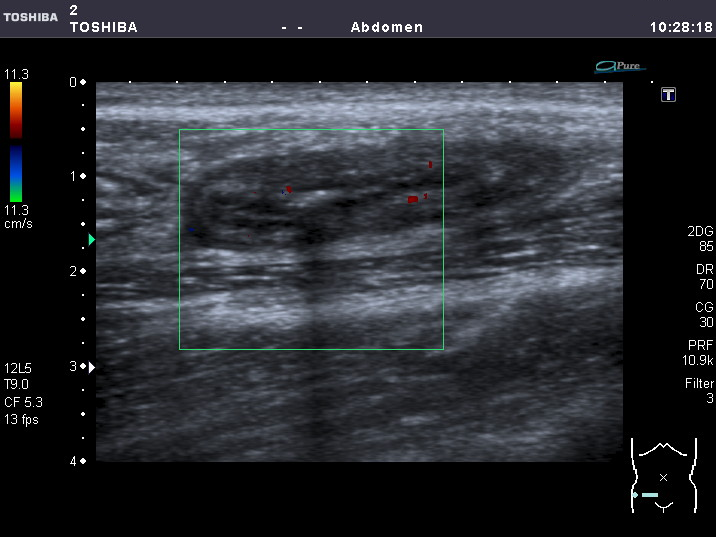 TOSHIBA
2
TOSHIBA - - Abdomen 10:28:18
Pure
T
11.3
11.3
cm/s
0
1
2
3
4
12L5
T9.0
CF 5.3
13 fps
2DG
85
DR
70
CG
30
PRF
10.9k
Filter
3